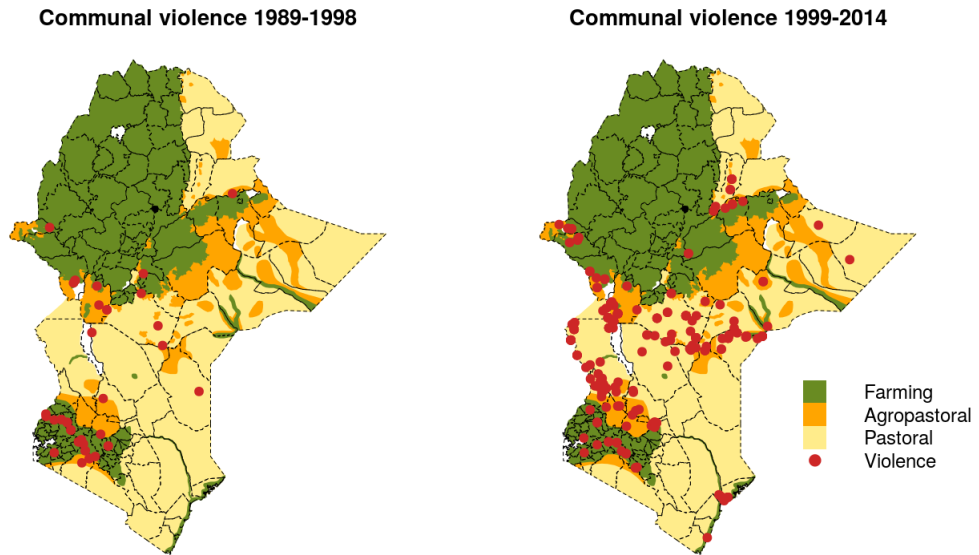 Communal violence 1989-1998
Communal violence 1999-2014
Farming
Agropastoral
Pastoral
Violence